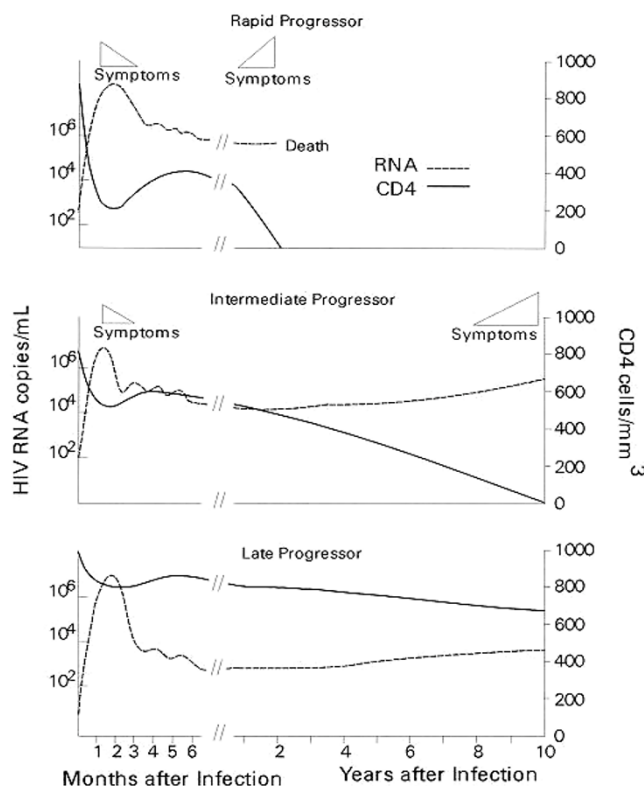 Rapid Progressor
Symptoms
Symptoms
1000
800
600
400
200
0
10⁶
10⁴
10²
Death
RNA
CD4
Intermediate Progressor
Symptoms
Symptoms
1000
800
600
400
200
0
10⁶
10⁴
10²
HIV RNA copies/mL
CD4 cells/mm³
Late Progressor
1000
800
600
400
200
0
10⁶
10⁴
10²
1 2 3 4 5 6
2 4 6 8 10
Months after Infection
Years after Infection